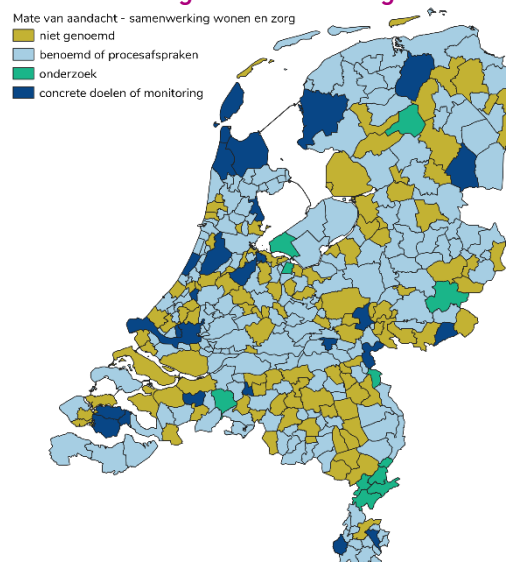 Mate van aandacht - samenwerking wonen en zorg
niet genoemd
benoemd of procesafspraken
onderzoek
concrete doelen of monitoring